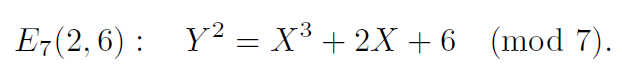 E₇(2, 6) :   Y² = X³ + 2X + 6   (mod 7).